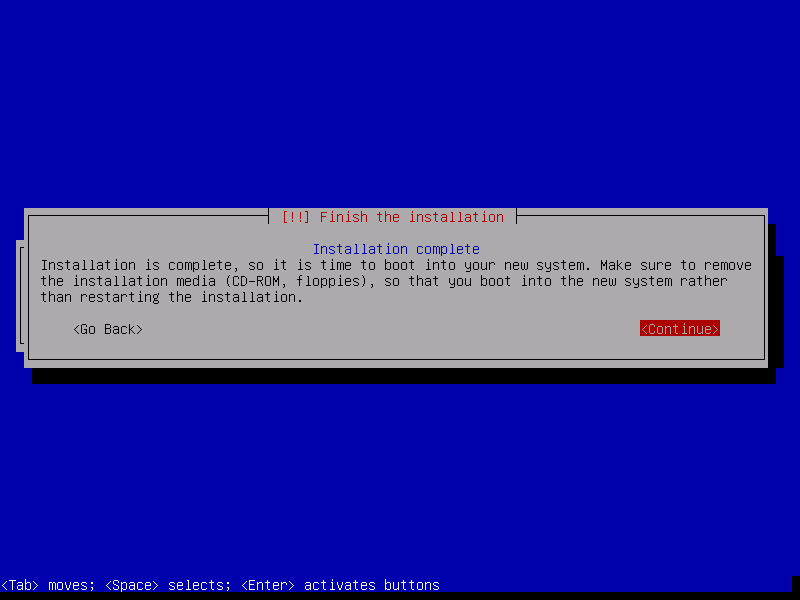 [!!] Finish the installation
Installation complete
Installation is complete, so it is time to boot into your new system. Make sure to remove
the installation media (CD-ROM, floppies), so that you boot into the new system rather
than restarting the installation.
<Go Back> <Continue>
<Tab> moves; <Space> selects; <Enter> activates buttons